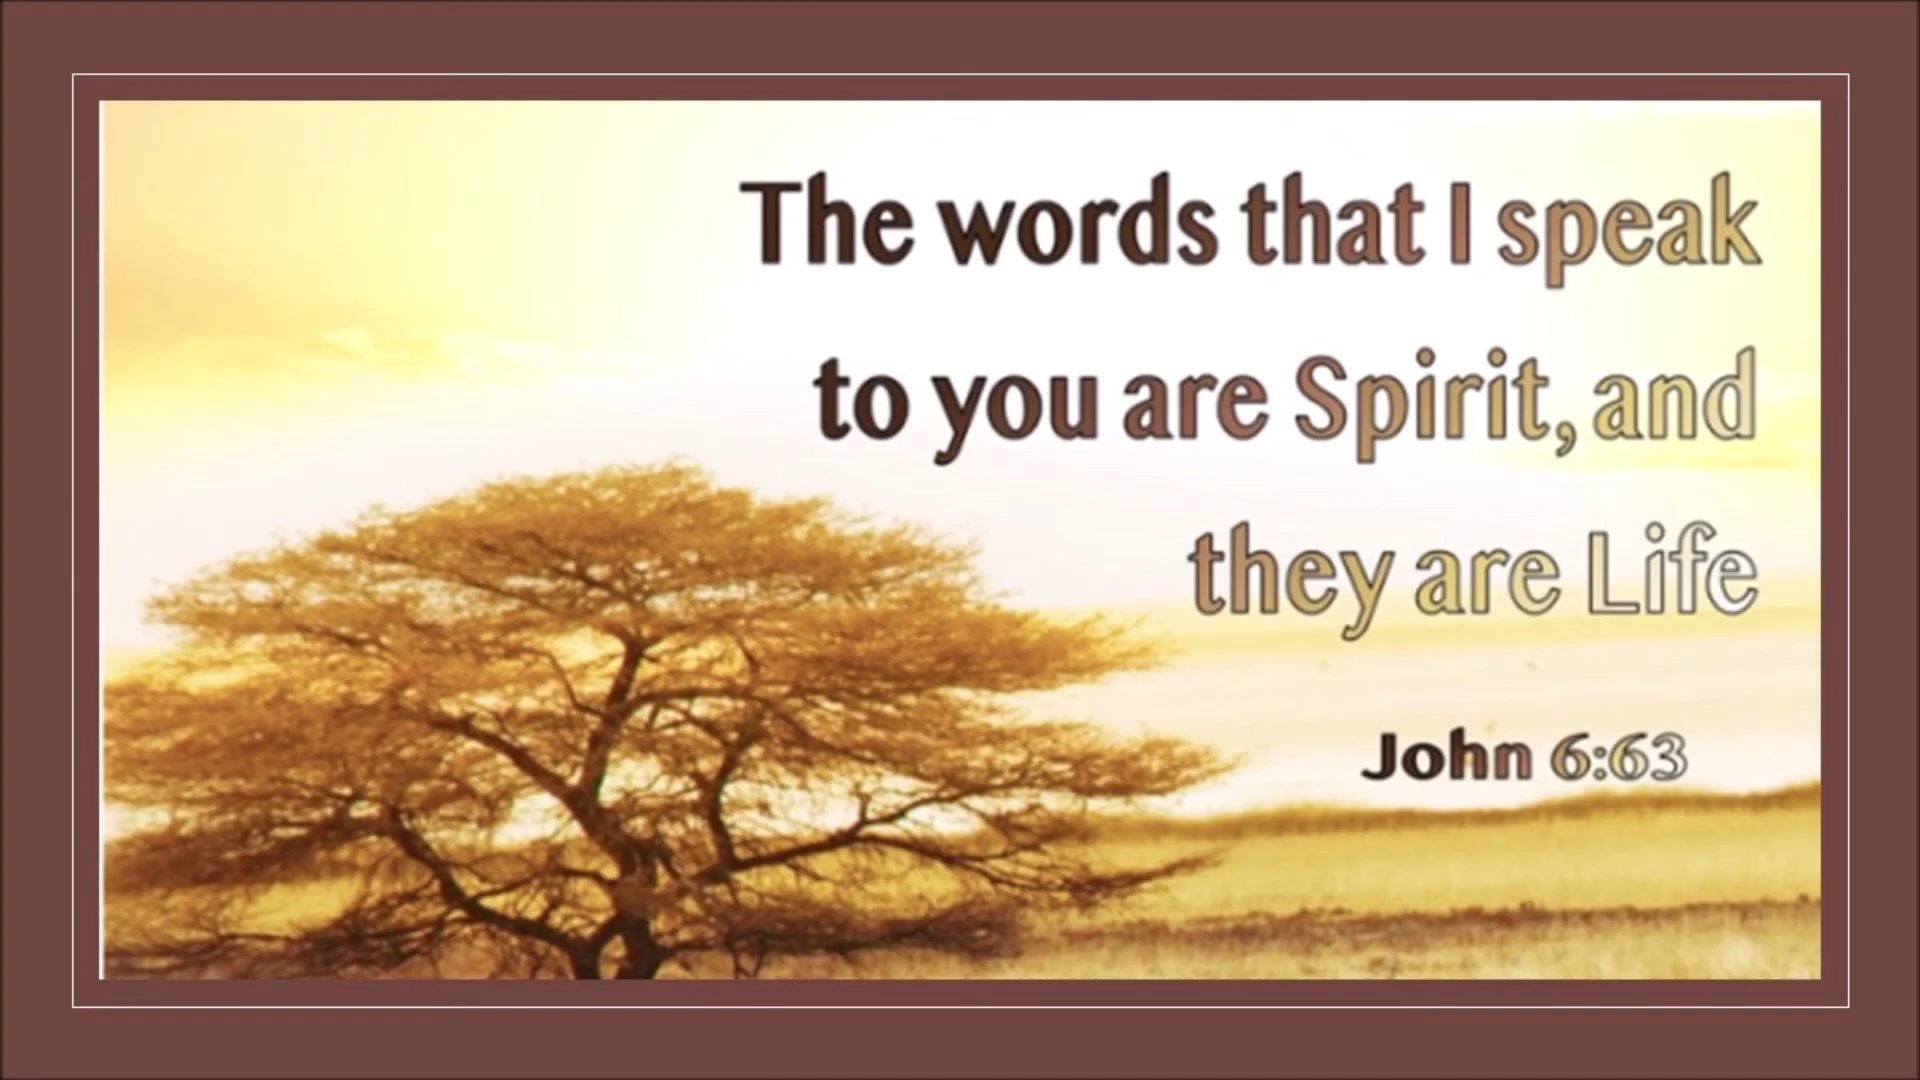 The words that I speak
to you are Spirit, and
they are Life
John 6:63